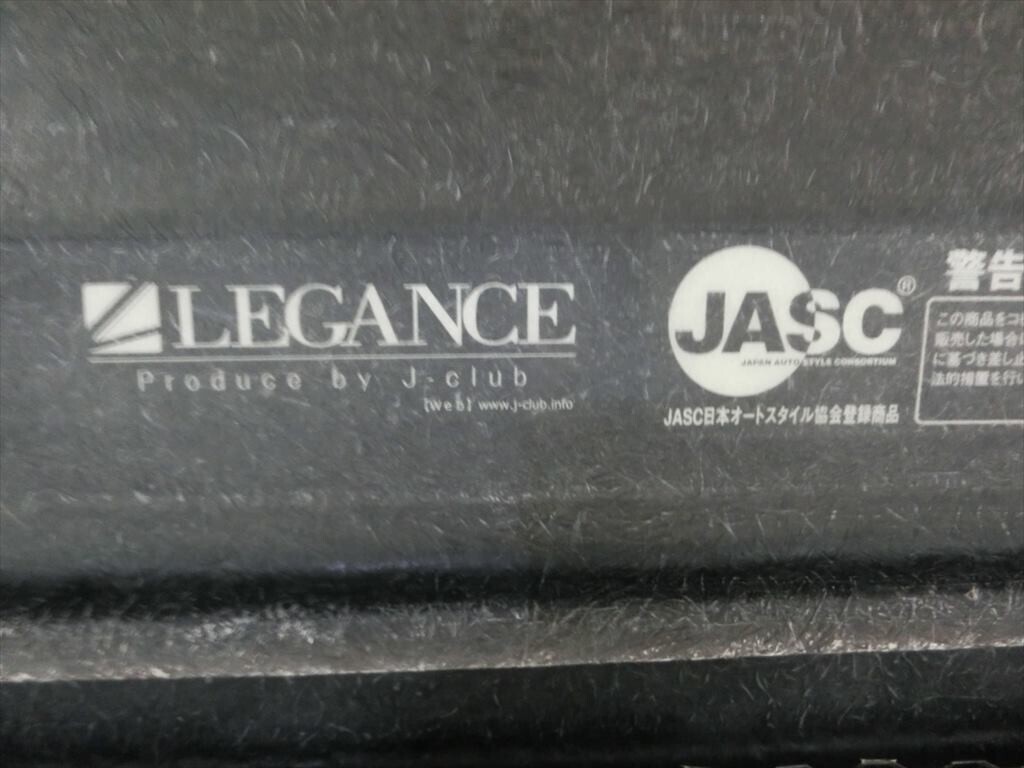 LEGANCE
Produce by J-club
[Web] www.j-club.info
JASC®
JAPAN AUTO STYLE CONSORTIUM
JASC日本オートスタイル協会登録商品
警告
この商品をコ
販売した場合
に基づき差し止
法的措置を行い